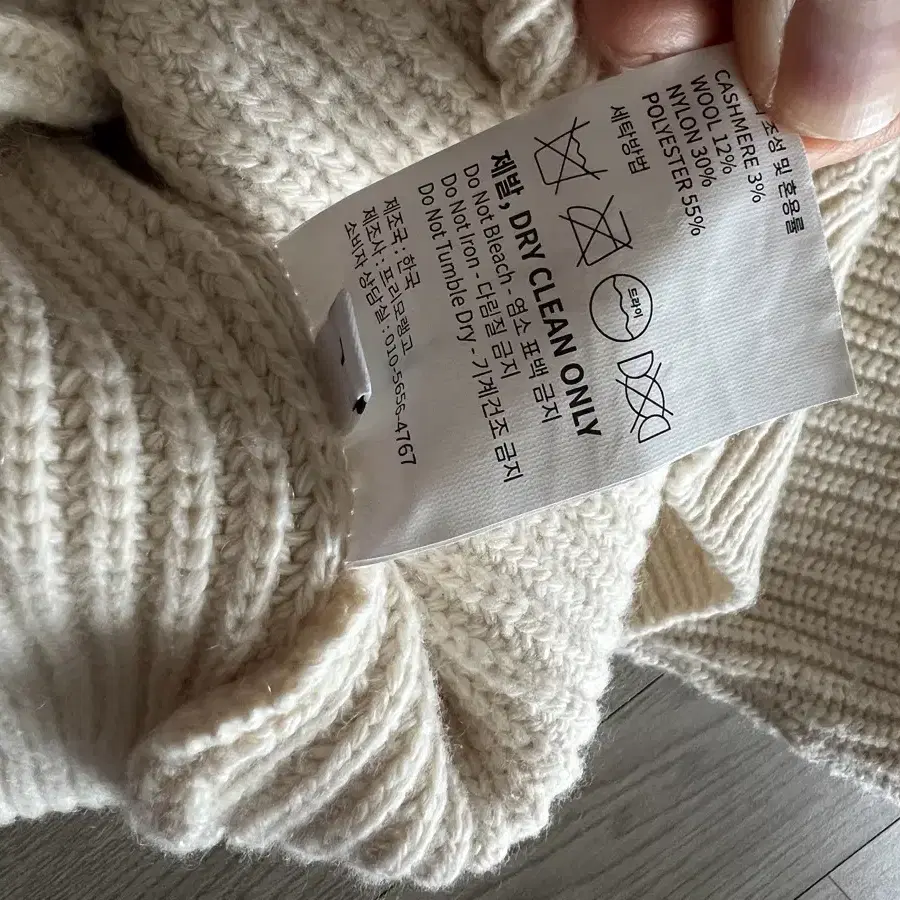 조성 및 혼용률
CASHMERE 3%
WOOL 12%
NYLON 30%
POLYESTER 55%
세탁방법
드라이
제발, DRY CLEAN ONLY
Do Not Bleach - 염소 표백 금지
Do Not Iron - 다림질 금지
Do Not Tumble Dry - 기계건조 금지
제조국 : 한국
제조사 : 프리모랭고
소비자 상담실 : 010-5656-4767